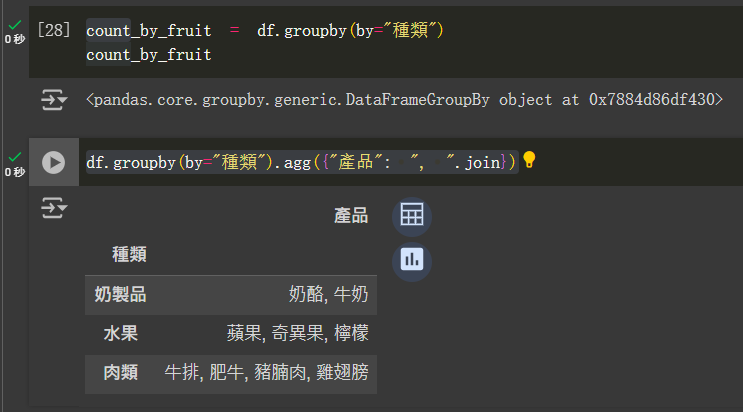 [28] count_by_fruit = df.groupby(by="種類")
0 秒
count_by_fruit
<pandas.core.groupby.generic.DataFrameGroupBy object at 0x7884d86df430>
df.groupby(by="種類").agg({"產品": ", ".join})
0 秒
產品
種類
奶製品 奶酪, 牛奶
水果 蘋果, 奇異果, 檸檬
肉類 牛排, 肥牛, 豬腩肉, 雞翅膀